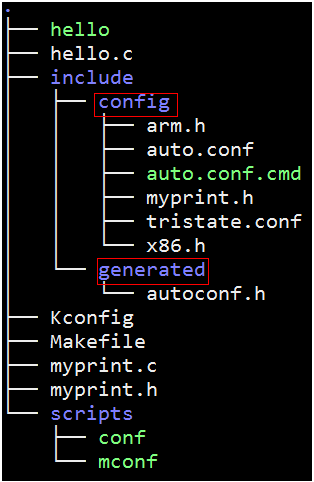 .
├── hello
├── hello.c
├── include
│   ├── config
│   │   ├── arm.h
│   │   ├── auto.conf
│   │   ├── auto.conf.cmd
│   │   ├── myprint.h
│   │   ├── tristate.conf
│   │   └── x86.h
│   └── generated
│       └── autoconf.h
├── Kconfig
├── Makefile
├── myprint.c
├── myprint.h
└── scripts
    ├── conf
    └── mconf